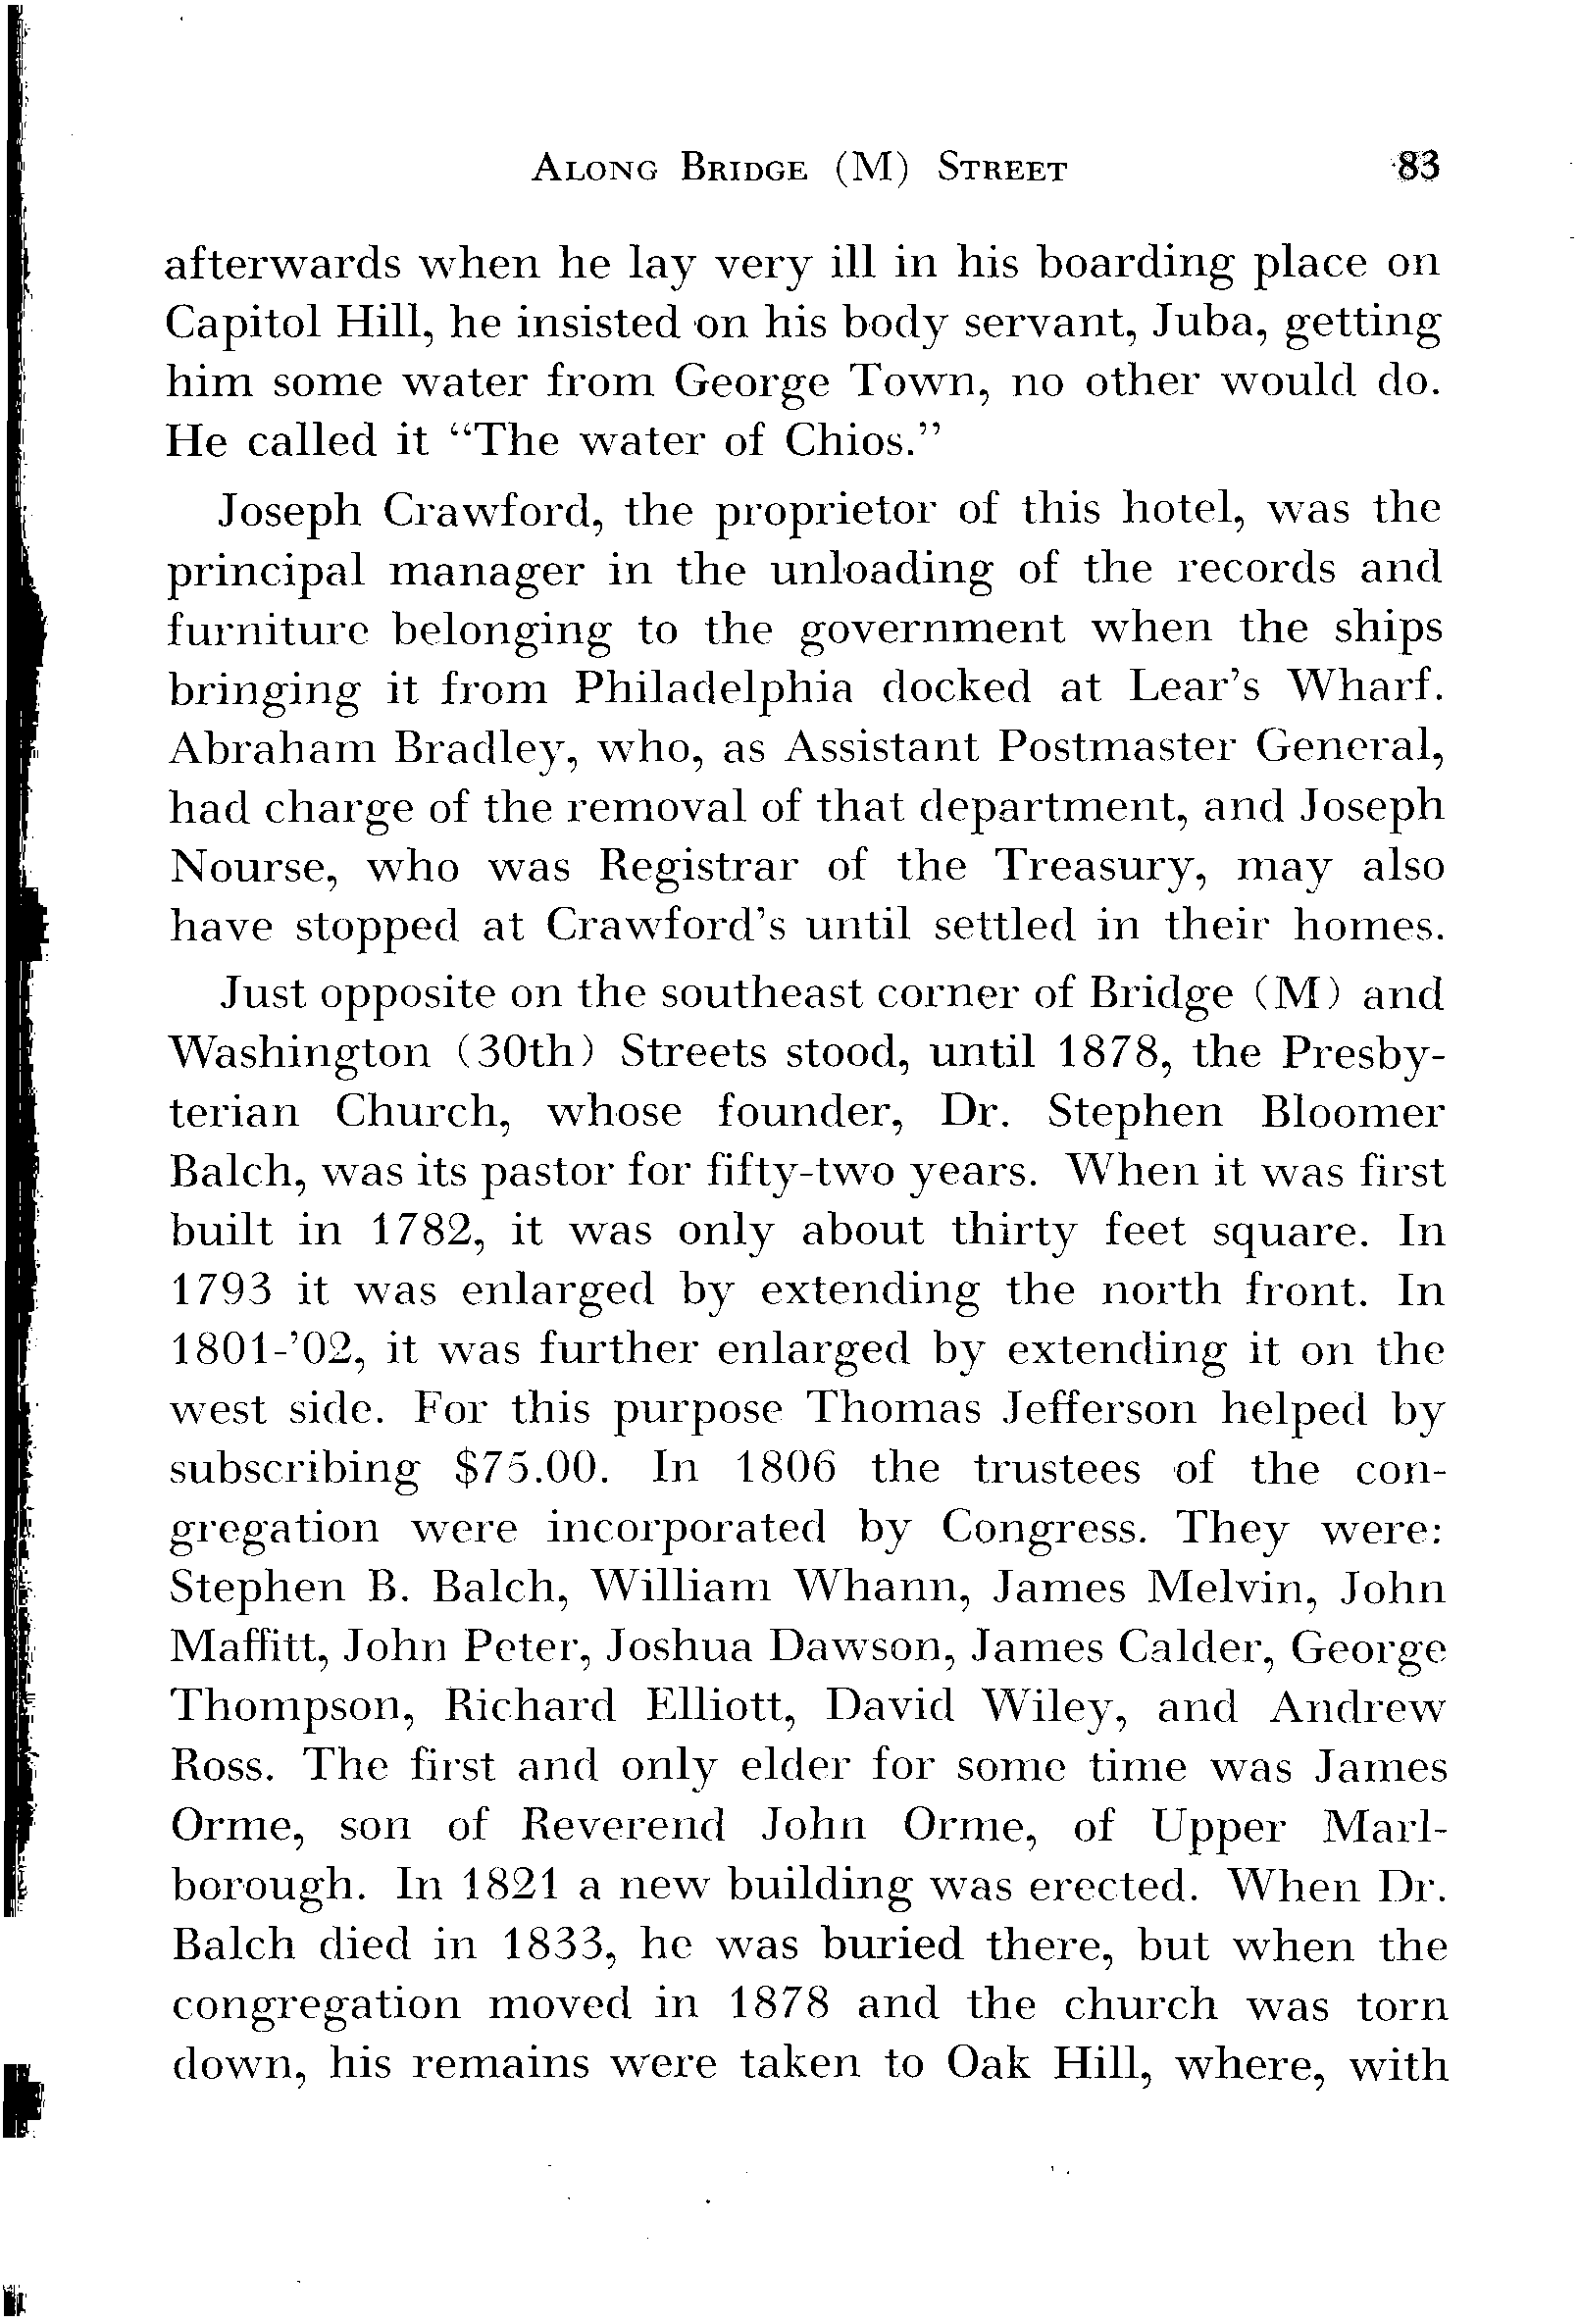 ALONG BRIDGE (M) STREET 83
afterwards when he lay very ill in his boarding place on
Capitol Hill, he insisted on his body servant, Juba, getting
him some water from George Town, no other would do.
He called it “The water of Chios.”
Joseph Crawford, the proprietor of this hotel, was the
principal manager in the unloading of the records and
furniture belonging to the government when the ships
bringing it from Philadelphia docked at Lear’s Wharf.
Abraham Bradley, who, as Assistant Postmaster General,
had charge of the removal of that department, and Joseph
Nourse, who was Registrar of the Treasury, may also
have stopped at Crawford’s until settled in their homes.
Just opposite on the southeast corner of Bridge (M) and
Washington (30th) Streets stood, until 1878, the Presby-
terian Church, whose founder, Dr. Stephen Bloomer
Balch, was its pastor for fifty-two years. When it was first
built in 1782, it was only about thirty feet square. In
1793 it was enlarged by extending the north front. In
1801-’02, it was further enlarged by extending it on the
west side. For this purpose Thomas Jefferson helped by
subscribing $75.00. In 1806 the trustees of the con-
gregation were incorporated by Congress. They were:
Stephen B. Balch, William Whann, James Melvin, John
Maffitt, John Peter, Joshua Dawson, James Calder, George
Thompson, Richard Elliott, David Wiley, and Andrew
Ross. The first and only elder for some time was James
Orme, son of Reverend John Orme, of Upper Marl-
borough. In 1821 a new building was erected. When Dr.
Balch died in 1833, he was buried there, but when the
congregation moved in 1878 and the church was torn
down, his remains were taken to Oak Hill, where, with